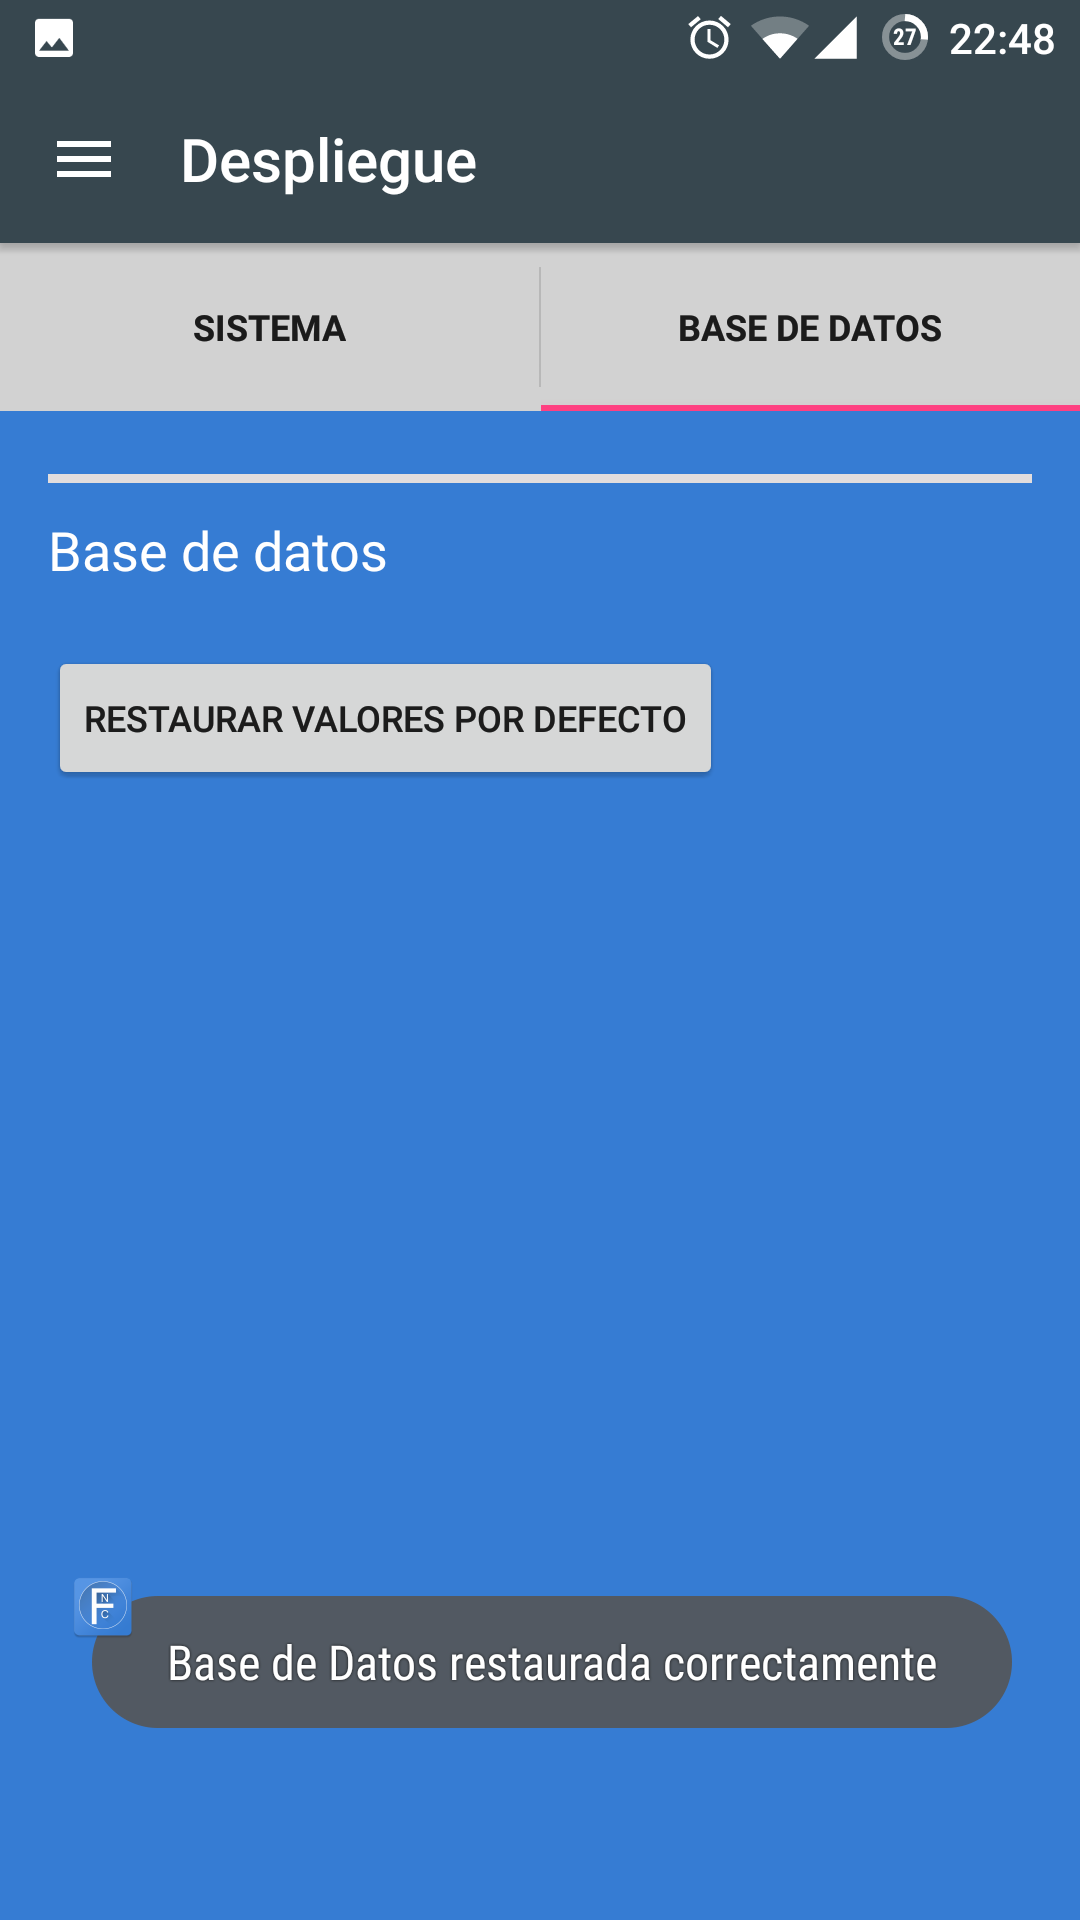 27 22:48
Despliegue
SISTEMA
BASE DE DATOS
Base de datos
RESTAURAR VALORES POR DEFECTO
F
N
C
Base de Datos restaurada correctamente